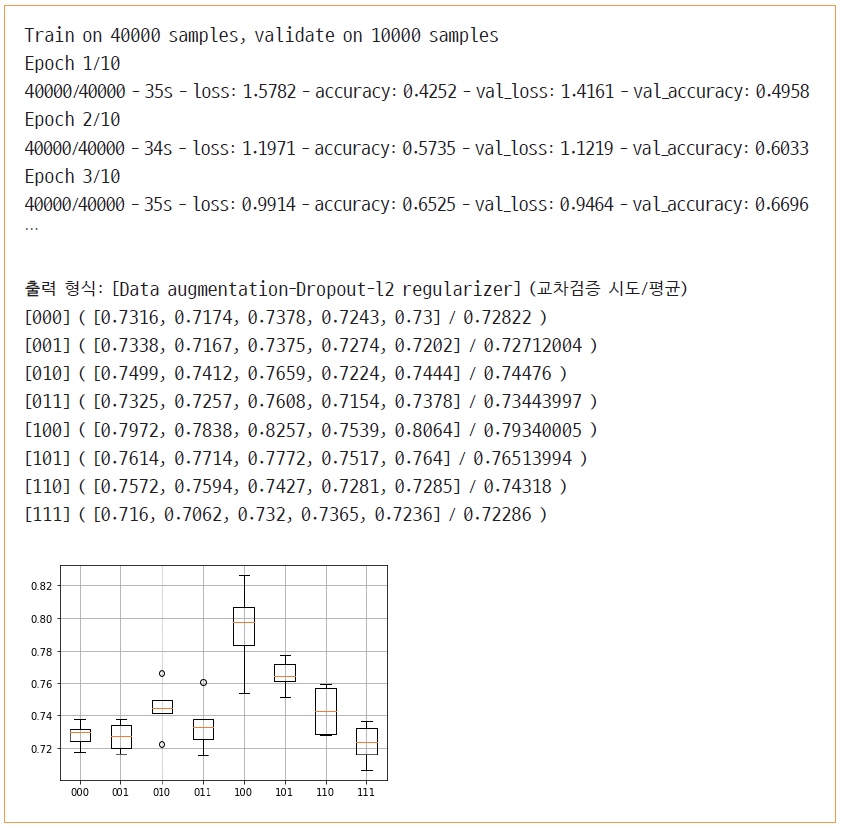 Train on 40000 samples, validate on 10000 samples
Epoch 1/10
40000/40000 - 35s - loss: 1.5782 - accuracy: 0.4252 - val_loss: 1.4161 - val_accuracy: 0.4958
Epoch 2/10
40000/40000 - 34s - loss: 1.1971 - accuracy: 0.5735 - val_loss: 1.1219 - val_accuracy: 0.6033
Epoch 3/10
40000/40000 - 35s - loss: 0.9914 - accuracy: 0.6525 - val_loss: 0.9464 - val_accuracy: 0.6696
...
출력 형식: [Data augmentation-Dropout-l2 regularizer] (교차검증 시도/평균)
[000] ( [0.7316, 0.7174, 0.7378, 0.7243, 0.73] / 0.72822 )
[001] ( [0.7338, 0.7167, 0.7375, 0.7274, 0.7202] / 0.72712004 )
[010] ( [0.7499, 0.7412, 0.7659, 0.7224, 0.7444] / 0.74476 )
[011] ( [0.7325, 0.7257, 0.7608, 0.7154, 0.7378] / 0.73443997 )
[100] ( [0.7972, 0.7838, 0.8257, 0.7539, 0.8064] / 0.79340005 )
[101] ( [0.7614, 0.7714, 0.7772, 0.7517, 0.764] / 0.76513994 )
[110] ( [0.7572, 0.7594, 0.7427, 0.7281, 0.7285] / 0.74318 )
[111] ( [0.716, 0.7062, 0.732, 0.7365, 0.7236] / 0.72286 )
0.82
0.80
0.78
0.76
0.74
0.72
000 001 010 011 100 101 110 111